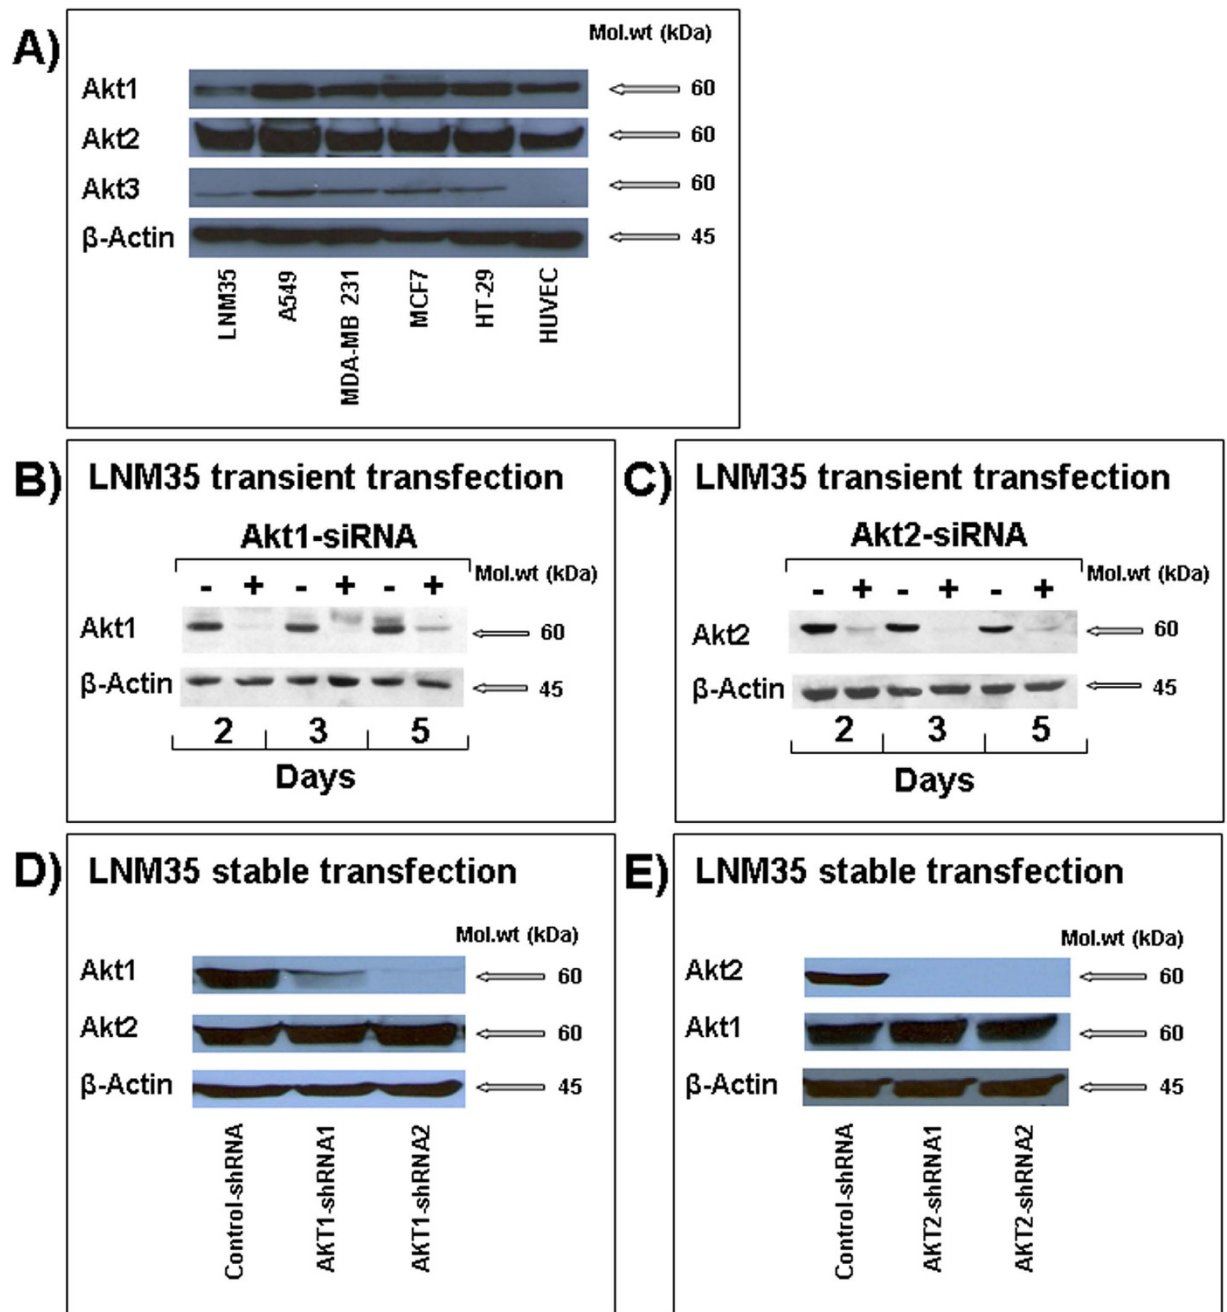 A)
Mol.wt (kDa)
Akt1 60
Akt2 60
Akt3 60
β-Actin 45
LNM35 A549 MDA-MB 231 MCF7 HT-29 HUVEC
B) LNM35 transient transfection
Akt1-siRNA
- + - + - + Mol.wt (kDa)
Akt1 60
β-Actin 45
2 3 5
Days
C) LNM35 transient transfection
Akt2-siRNA
- + - + - + Mol.wt (kDa)
Akt2 60
β-Actin 45
2 3 5
Days
D) LNM35 stable transfection
Mol.wt (kDa)
Akt1 60
Akt2 60
β-Actin 45
Control-shRNA AKT1-shRNA1 AKT1-shRNA2
E) LNM35 stable transfection
Mol.wt (kDa)
Akt2 60
Akt1 60
β-Actin 45
Control-shRNA AKT2-shRNA1 AKT2-shRNA2